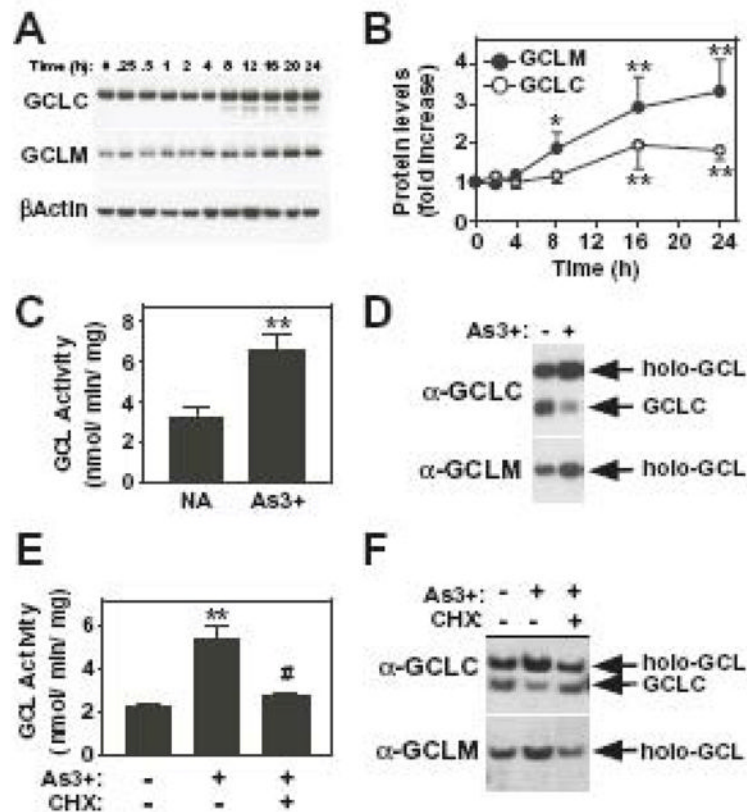 A
Time (h): 0 .25 .5 1 2 4 8 12 16 20 24
GCLC
GCLM
βActin
B
Protein levels
(fold increase)
GCLM
GCLC
4
3
2
1
0
* ** **
** **
0 4 8 12 16 20 24
Time (h)
C
GCL Activity
(nmol/ min/ mg)
8
6
4
2
0
**
NA As3+
D
As3+: - +
α-GCLC
holo-GCL
GCLC
α-GCLM
holo-GCL
E
GCL Activity
(nmol/ min/ mg)
6
4
2
0
**
#
As3+: - + +
CHX: +
F
As3+: - + +
CHX: +
α-GCLC
holo-GCL
GCLC
α-GCLM
holo-GCL